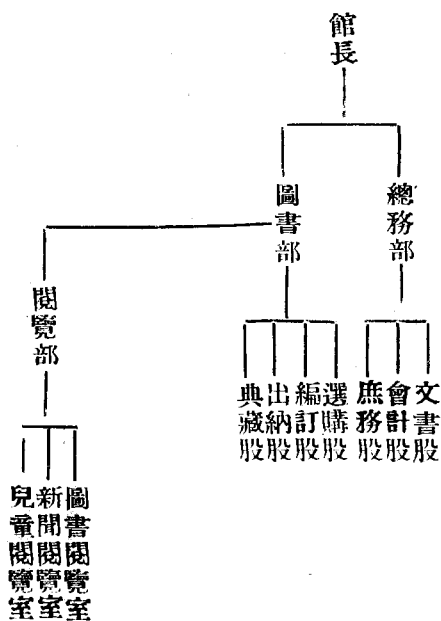 館長
總務部
圖書部
閱覽部
文書股
會計股
庶務股
選購股
編訂股
出納股
典藏股
圖書閱覽室
新聞閱覽室
兒童閱覽室